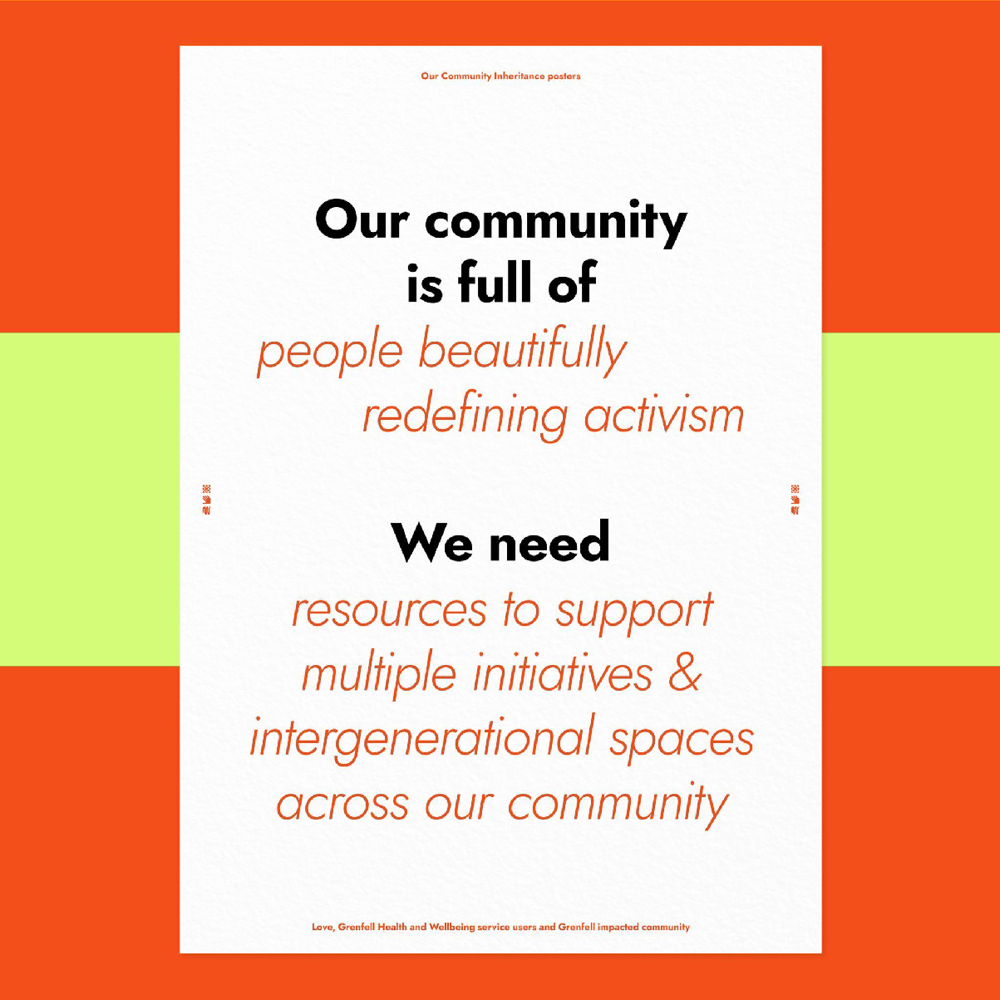 Our Community Inheritance posters
Our community
is full of
people beautifully
redefining activism
We need
resources to support
multiple initiatives &
intergenerational spaces
across our community
Love, Grenfell Health and Wellbeing service users and Grenfell impacted community